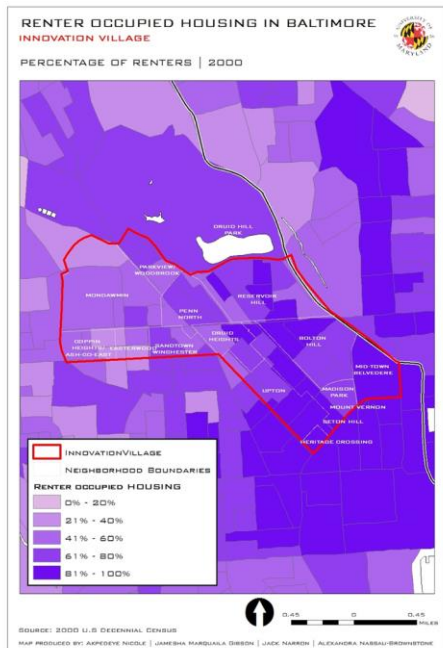 RENTER OCCUPIED HOUSING IN BALTIMORE
INNOVATION VILLAGE
PERCENTAGE OF RENTERS | 2000
UNIVERSITY OF
MARYLAND
DRUID HILL
PARK
PARKVIEW/
WOODBROOK
RESERVOIR
HILL
MONDAWMIN
PENN
NORTH
BOLTON
HILL
COPPIN
HEIGHTS/
ASH-CO-EAST
EASTERWOOD
SANDTOWN
WINCHESTER
DRUID
HEIGHTS
MID-TOWN
BELVEDERE
UPTON
MADISON
PARK
MOUNT VERNON
SETON HILL
HERITAGE CROSSING
INNOVATIONVILLAGE
NEIGHBORHOOD BOUNDARIES
RENTER OCCUPIED HOUSING
0% - 20%
21% - 40%
41% - 60%
61% - 80%
81% - 100%
0.45 0 0.45
MILES
SOURCE: 2000 U.S DECENNIAL CENSUS
MAP PRODUCED BY: AKPEDEYE NICOLE | JAMESHA MARQUAILA GIBSON | JACK NARRON | ALEXANDRA NASSAU-BROWNSTONE